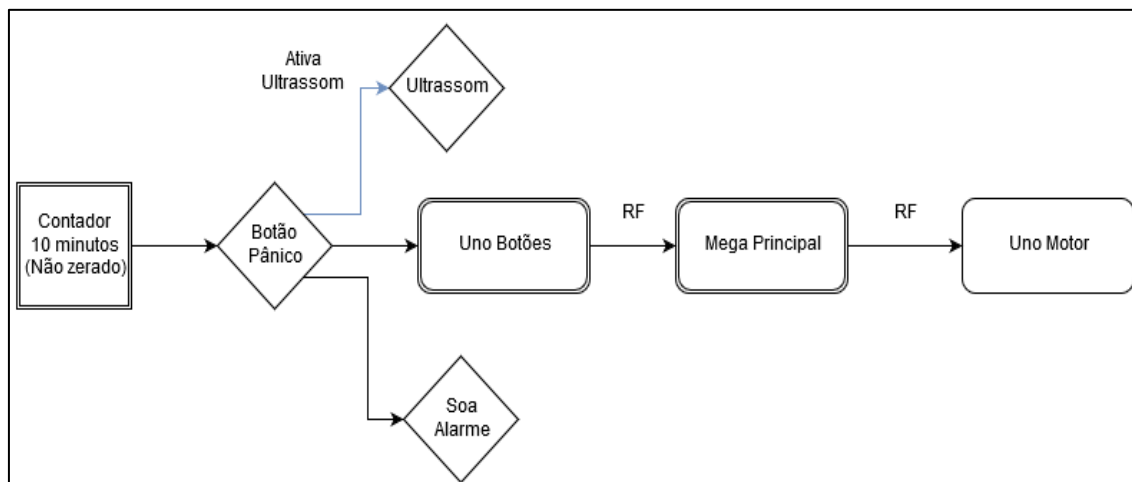 Ativa
Ultrassom
Ultrassom
Contador
10 minutos
(Não zerado)
Botão
Pânico
Uno Botões
RF
Mega Principal
RF
Uno Motor
Soa
Alarme